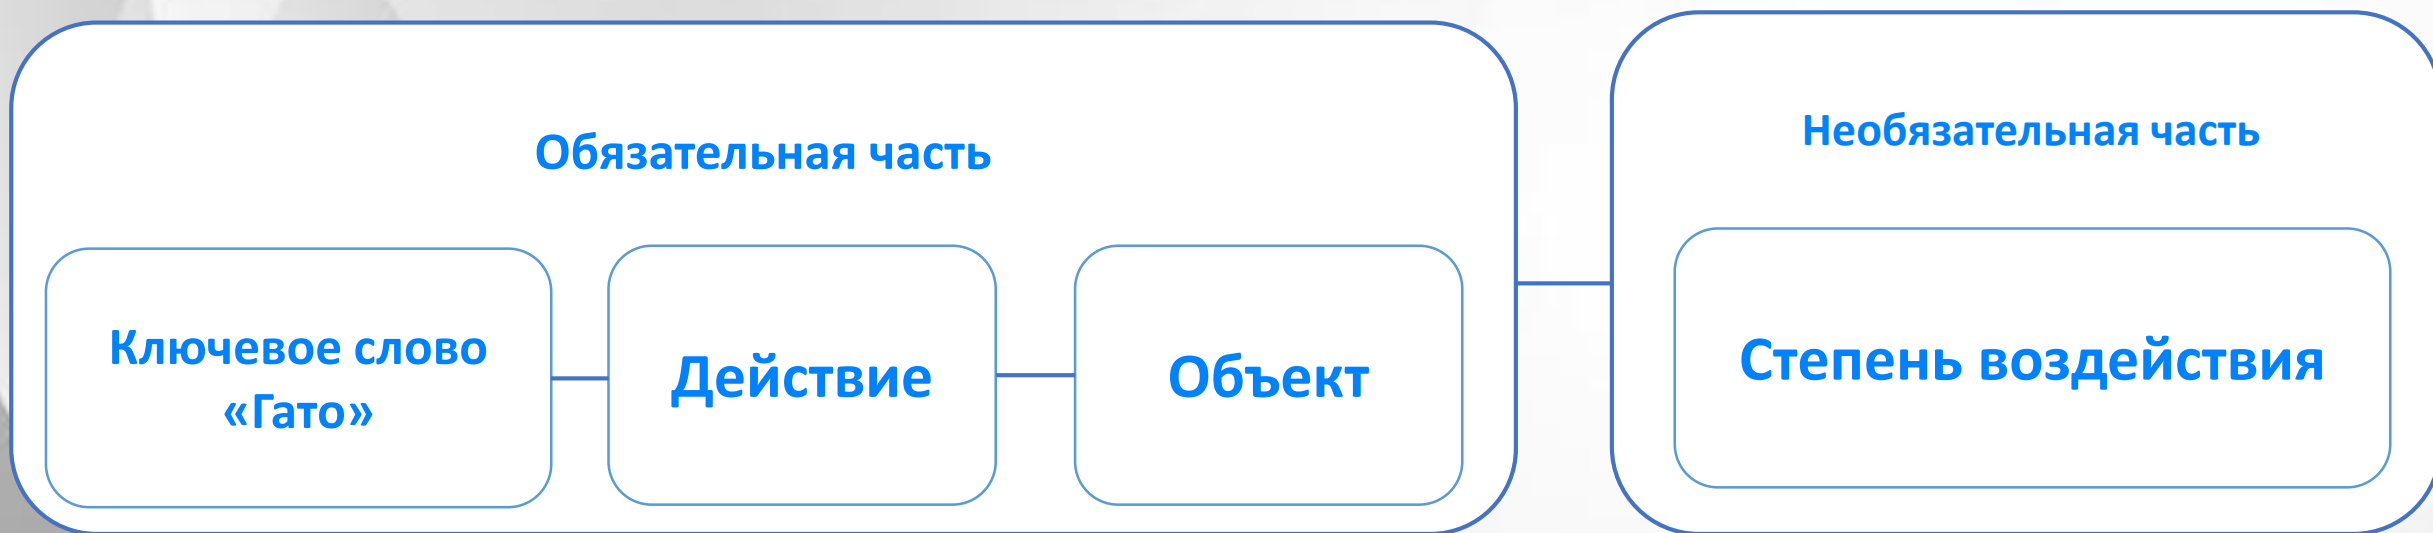 Обязательная часть
Необязательная часть
Ключевое слово
«Гато»
Действие
Объект
Степень воздействия